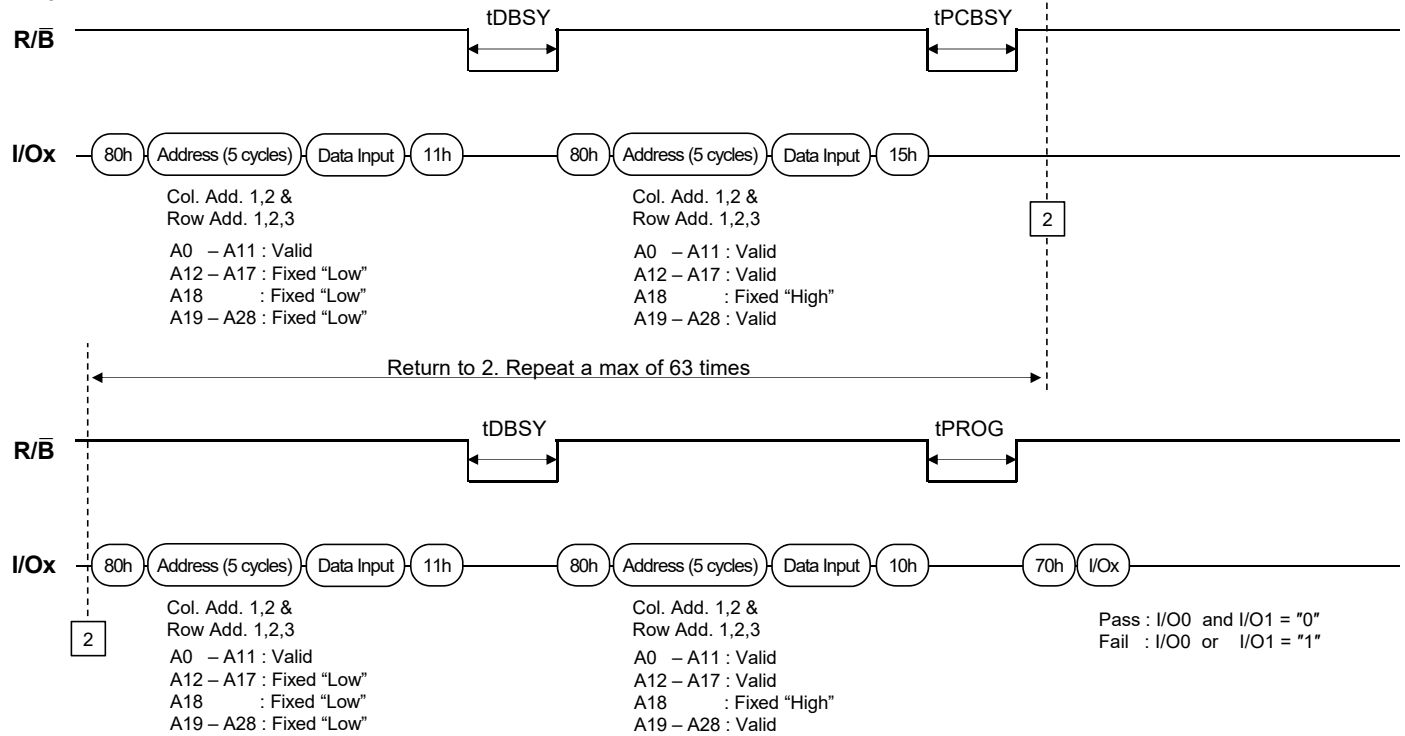 tDBSY tPCBSY
R/B̅
I/Ox 80h Address (5 cycles) Data Input 11h 80h Address (5 cycles) Data Input 15h
Col. Add. 1,2 &
Row Add. 1,2,3
A0 – A11 : Valid
A12 – A17 : Fixed “Low”
A18 : Fixed “Low”
A19 – A28 : Fixed “Low”
Col. Add. 1,2 &
Row Add. 1,2,3
A0 – A11 : Valid
A12 – A17 : Valid
A18 : Fixed “High”
A19 – A28 : Valid
2
Return to 2. Repeat a max of 63 times
tDBSY tPROG
R/B̅
I/Ox 80h Address (5 cycles) Data Input 11h 80h Address (5 cycles) Data Input 10h 70h I/Ox
2
Col. Add. 1,2 &
Row Add. 1,2,3
A0 – A11 : Valid
A12 – A17 : Fixed “Low”
A18 : Fixed “Low”
A19 – A28 : Fixed “Low”
Col. Add. 1,2 &
Row Add. 1,2,3
A0 – A11 : Valid
A12 – A17 : Valid
A18 : Fixed “High”
A19 – A28 : Valid
Pass : I/O0 and I/O1 = ″0″
Fail : I/O0 or I/O1 = ″1″